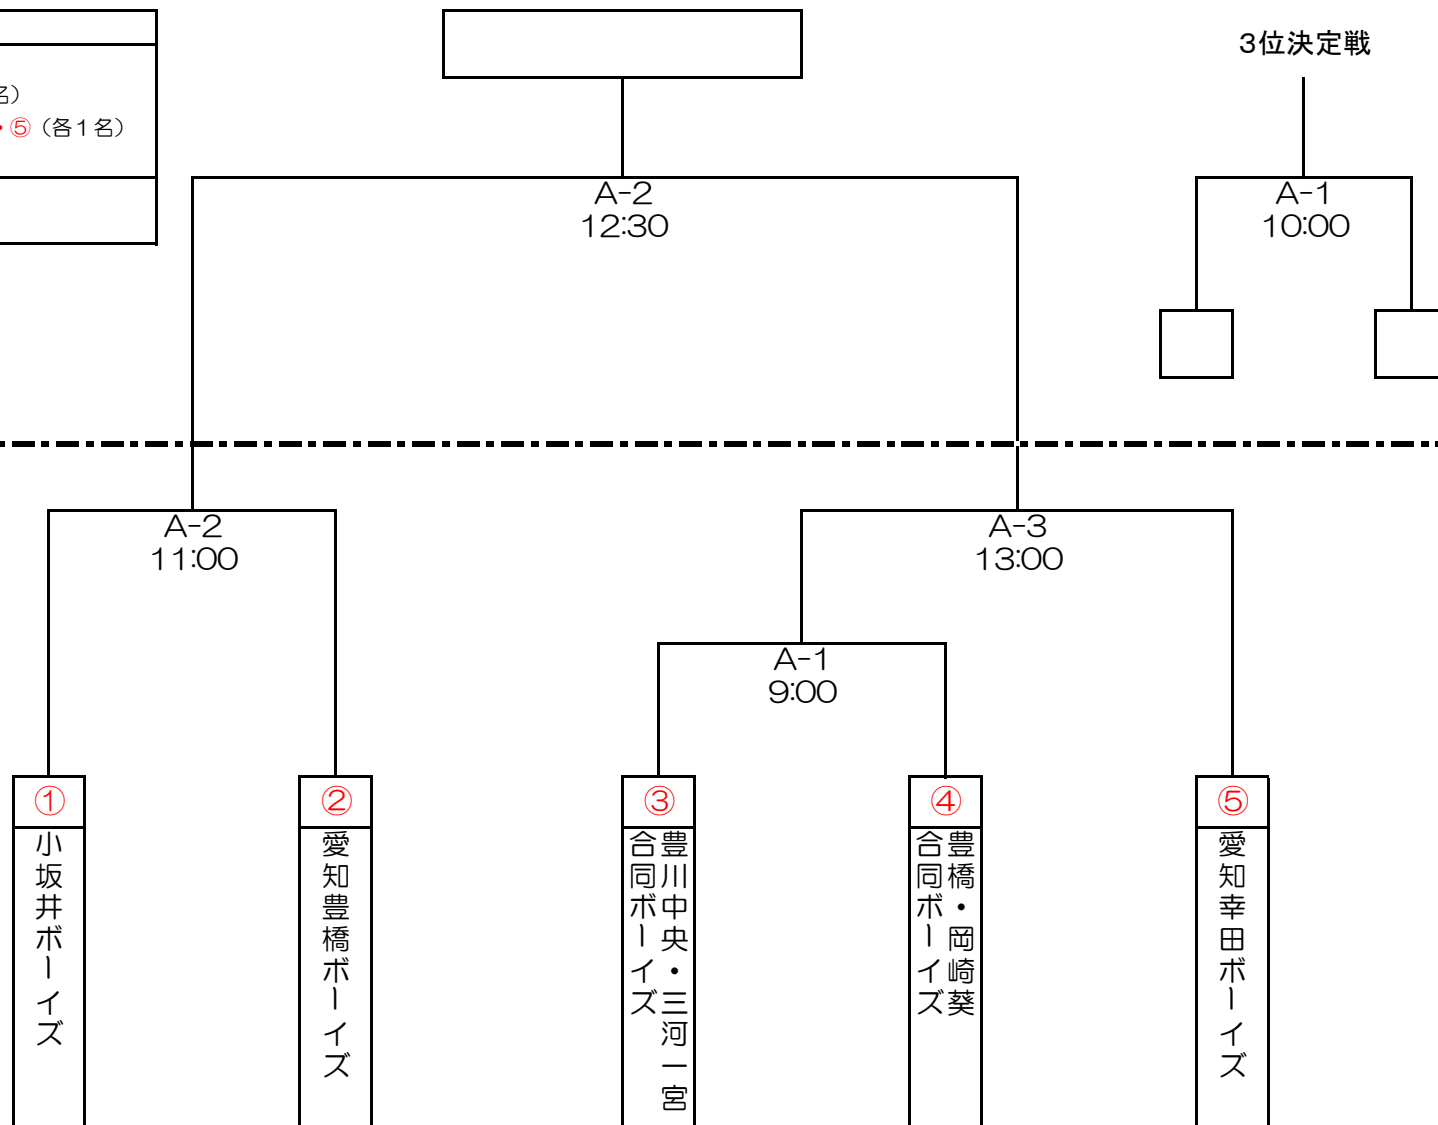 3位決定戦
名）
・⑤（各１名）
A-2
12:30
A-1
10:00
A-2
11:00
A-3
13:00
A-1
9:00
①
②
③
④
⑤
小坂井ボーイズ
愛知豊橋ボーイズ
豊川中央・三河一宮
合同ボーイズ
豊橋・岡崎葵
合同ボーイズ
愛知幸田ボーイズ